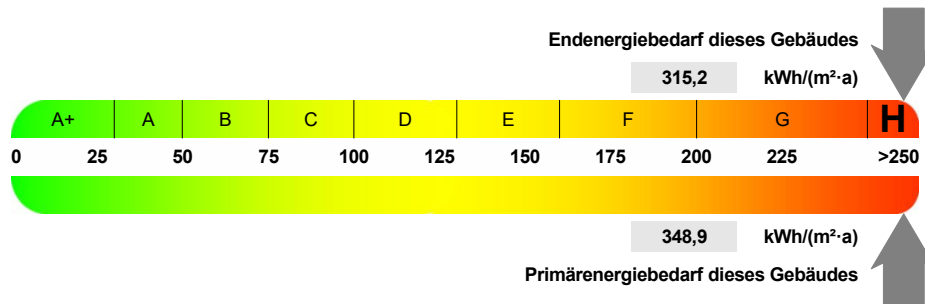 Endenergiebedarf dieses Gebäudes
315,2 kWh/(m²·a)
A+ A B C D E F G H
0 25 50 75 100 125 150 175 200 225 >250
348,9 kWh/(m²·a)
Primärenergiebedarf dieses Gebäudes